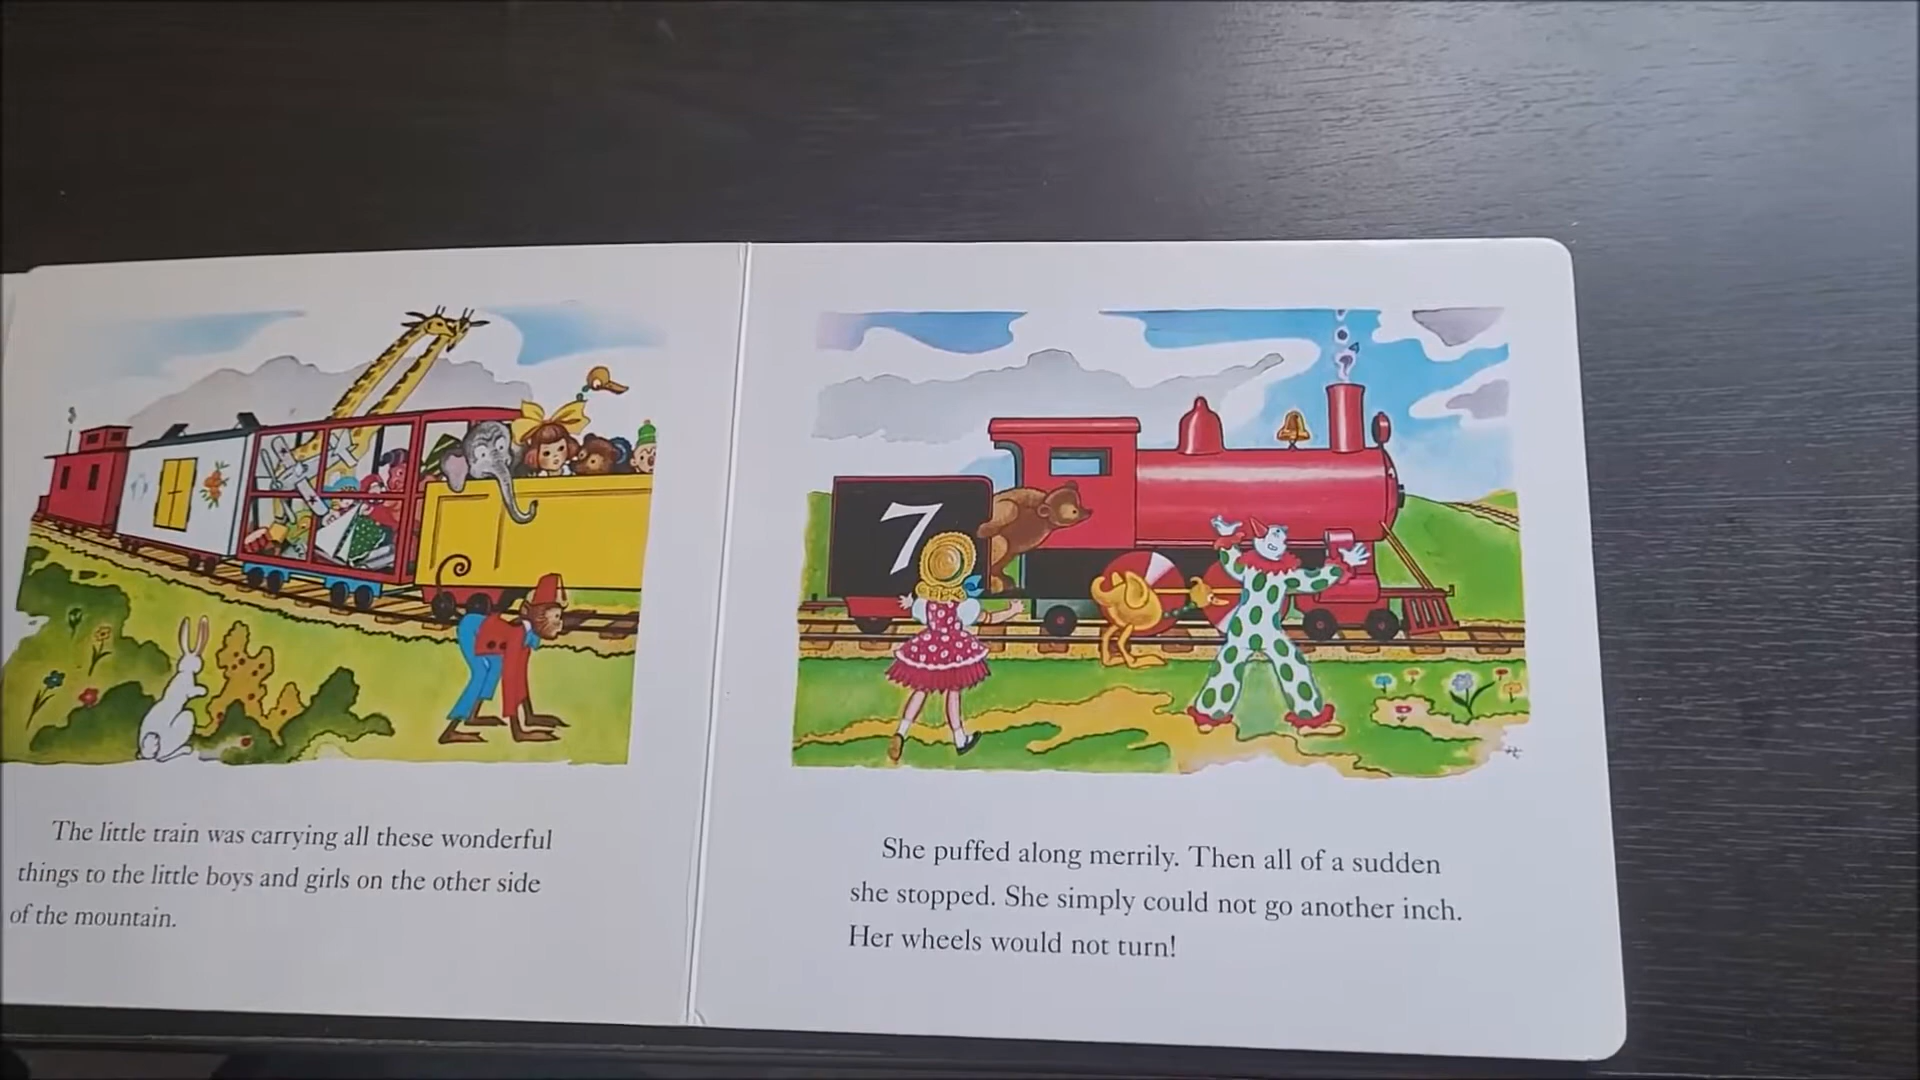 The little train was carrying all these wonderful
things to the little boys and girls on the other side
of the mountain.
7
She puffed along merrily. Then all of a sudden
she stopped. She simply could not go another inch.
Her wheels would not turn!